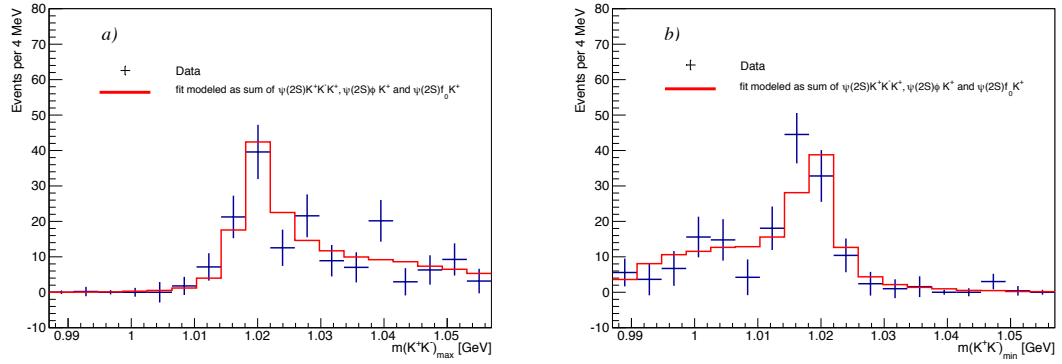 Events per 4 MeV
80
70
60
50
40
30
20
10
0
-10
a)
Data
fit modeled as sum of ψ(2S)K⁺K⁻K⁺, ψ(2S)ϕ K⁺ and ψ(2S)f₀K⁺
0.99 1 1.01 1.02 1.03 1.04 1.05
m(K⁺K⁻)max [GeV]
Events per 4 MeV
80
70
60
50
40
30
20
10
0
-10
b)
Data
fit modeled as sum of ψ(2S)K⁺K⁻K⁺, ψ(2S)ϕ K⁺ and ψ(2S)f₀K⁺
0.99 1 1.01 1.02 1.03 1.04 1.05
m(K⁺K⁻)min [GeV]